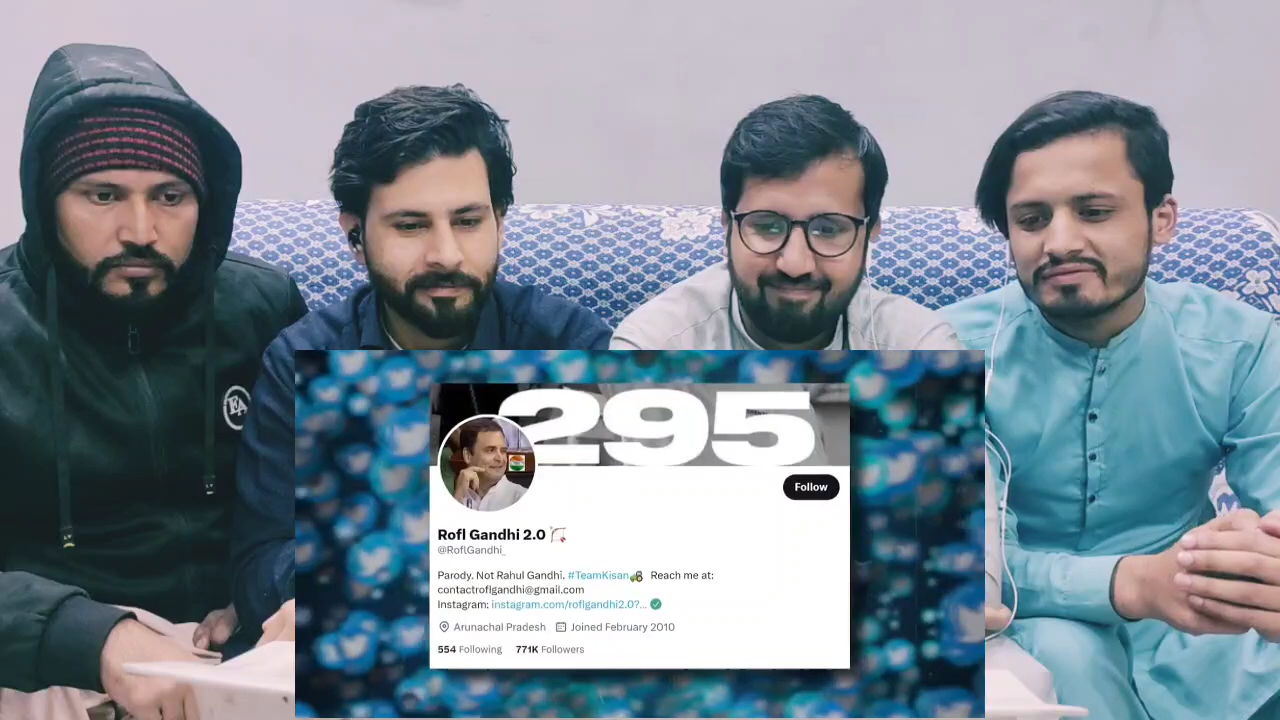 EA
295
Follow
Rofl Gandhi 2.0 🏹
@RoflGandhi_
Parody. Not Rahul Gandhi. #TeamKisan🚜 Reach me at:
contactroflgandhi@gmail.com
Instagram: instagram.com/roflgandhi2.0?... ✅
Arunachal Pradesh Joined February 2010
554 Following 771K Followers